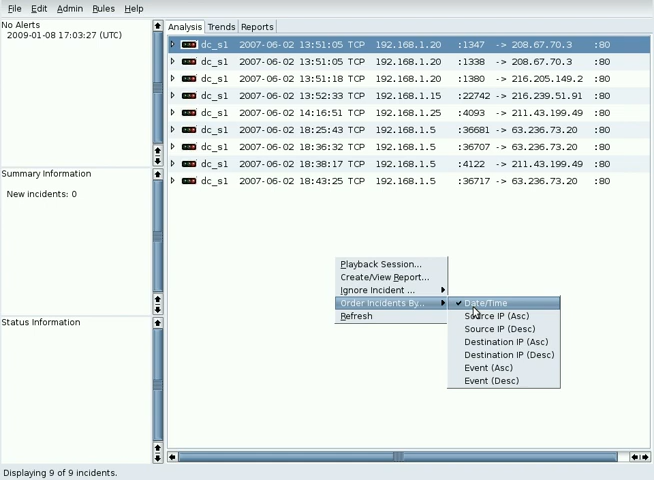 File Edit Admin Rules Help
No Alerts
2009-01-08 17:03:27 (UTC)
Summary Information
New incidents: 0
Status Information
Analysis Trends Reports
dc_s1 2007-06-02 13:51:05 TCP 192.168.1.20 :1347 -> 208.67.70.3 :80
dc_s1 2007-06-02 13:51:05 TCP 192.168.1.20 :1338 -> 208.67.70.3 :80
dc_s1 2007-06-02 13:51:18 TCP 192.168.1.20 :1380 -> 216.205.149.2 :80
dc_s1 2007-06-02 13:52:33 TCP 192.168.1.15 :22742 -> 216.239.51.91 :80
dc_s1 2007-06-02 14:16:51 TCP 192.168.1.25 :4093 -> 211.43.199.49 :80
dc_s1 2007-06-02 18:25:43 TCP 192.168.1.5 :36681 -> 63.236.73.20 :80
dc_s1 2007-06-02 18:36:32 TCP 192.168.1.5 :36707 -> 63.236.73.20 :80
dc_s1 2007-06-02 18:38:17 TCP 192.168.1.5 :4122 -> 211.43.199.49 :80
dc_s1 2007-06-02 18:43:25 TCP 192.168.1.5 :36717 -> 63.236.73.20 :80
Playback Session...
Create/View Report...
Ignore Incident ...
Order Incidents By...
Refresh
Date/Time
Source IP (Asc)
Source IP (Desc)
Destination IP (Asc)
Destination IP (Desc)
Event (Asc)
Event (Desc)
Displaying 9 of 9 incidents.